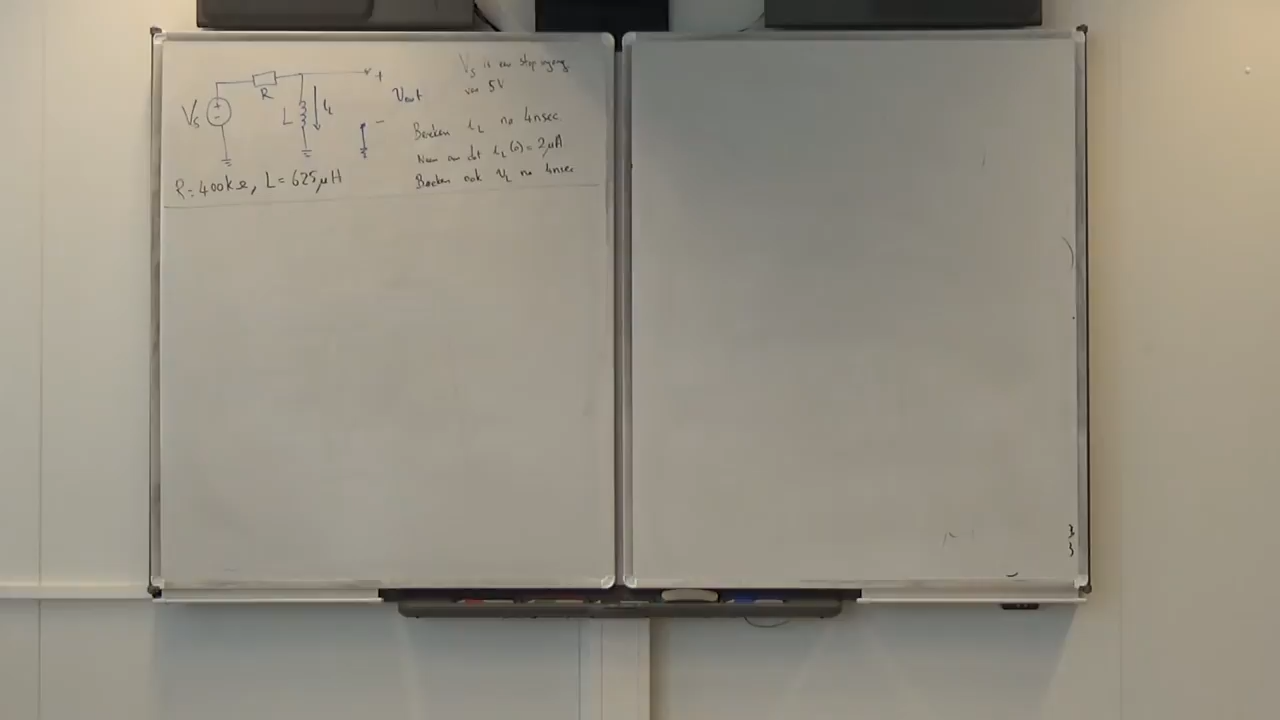 Vs is een stap ingang
van 5V
R
+
Vs
+
-
L
iL
Vout
-
Bereken iL na 4nsec.
Neem aan dat iL(0) = 2μA
R = 400kΩ, L = 625μH
Bereken ook VL na 4nsec